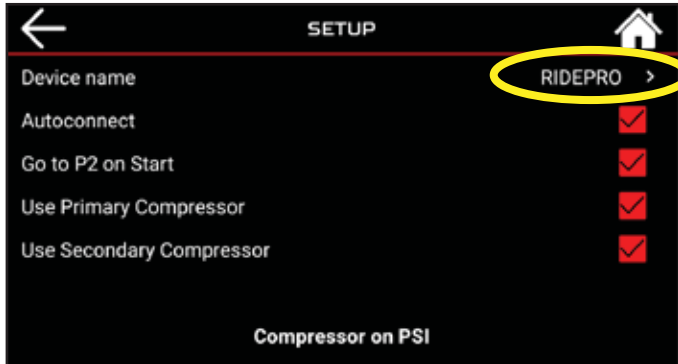 SETUP
Device name RIDEPRO >
Autoconnect
Go to P2 on Start
Use Primary Compressor
Use Secondary Compressor
Compressor on PSI